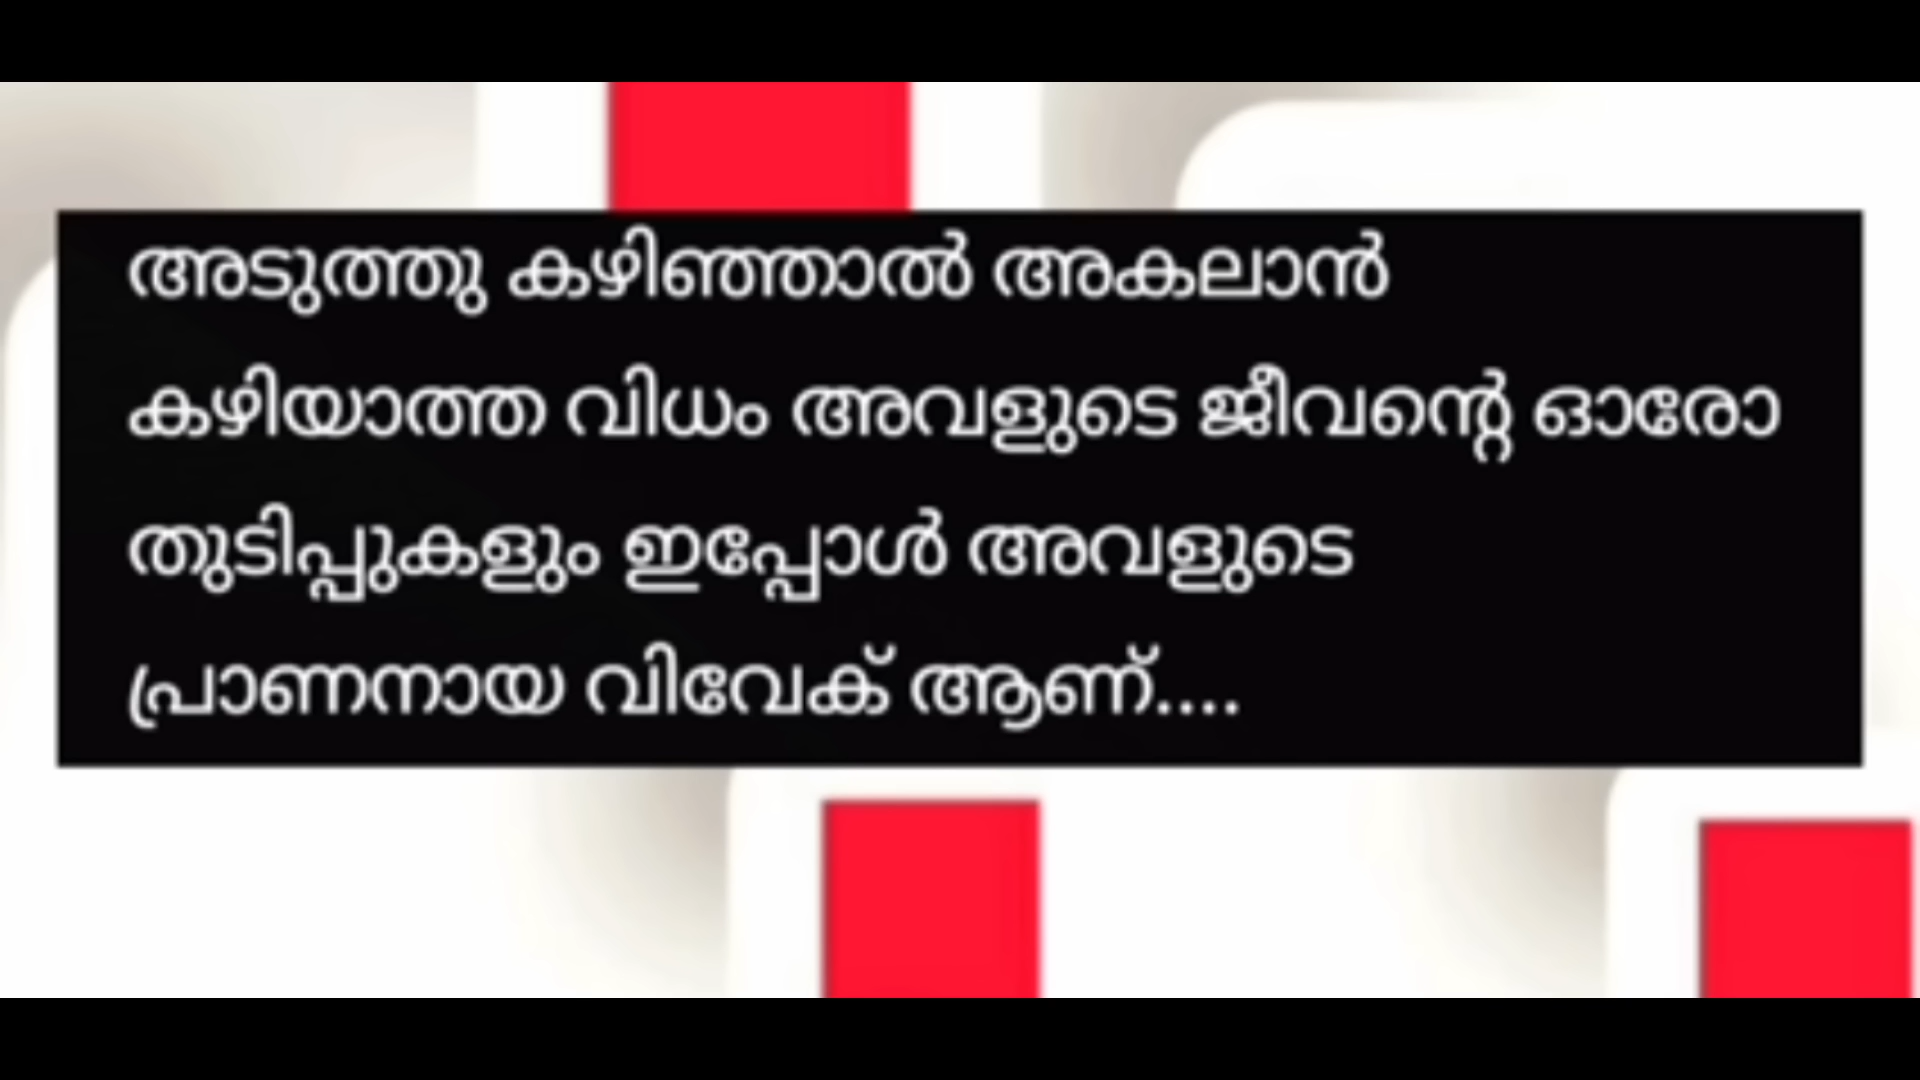 അടുത്തു കഴിഞ്ഞാൽ അകലാൻ
കഴിയാത്ത വിധം അവളുടെ ജീവന്റെ ഓരോ
തുടിപ്പുകളും ഇപ്പോൾ അവളുടെ
പ്രാണനായ വിവേക് ആണ്....